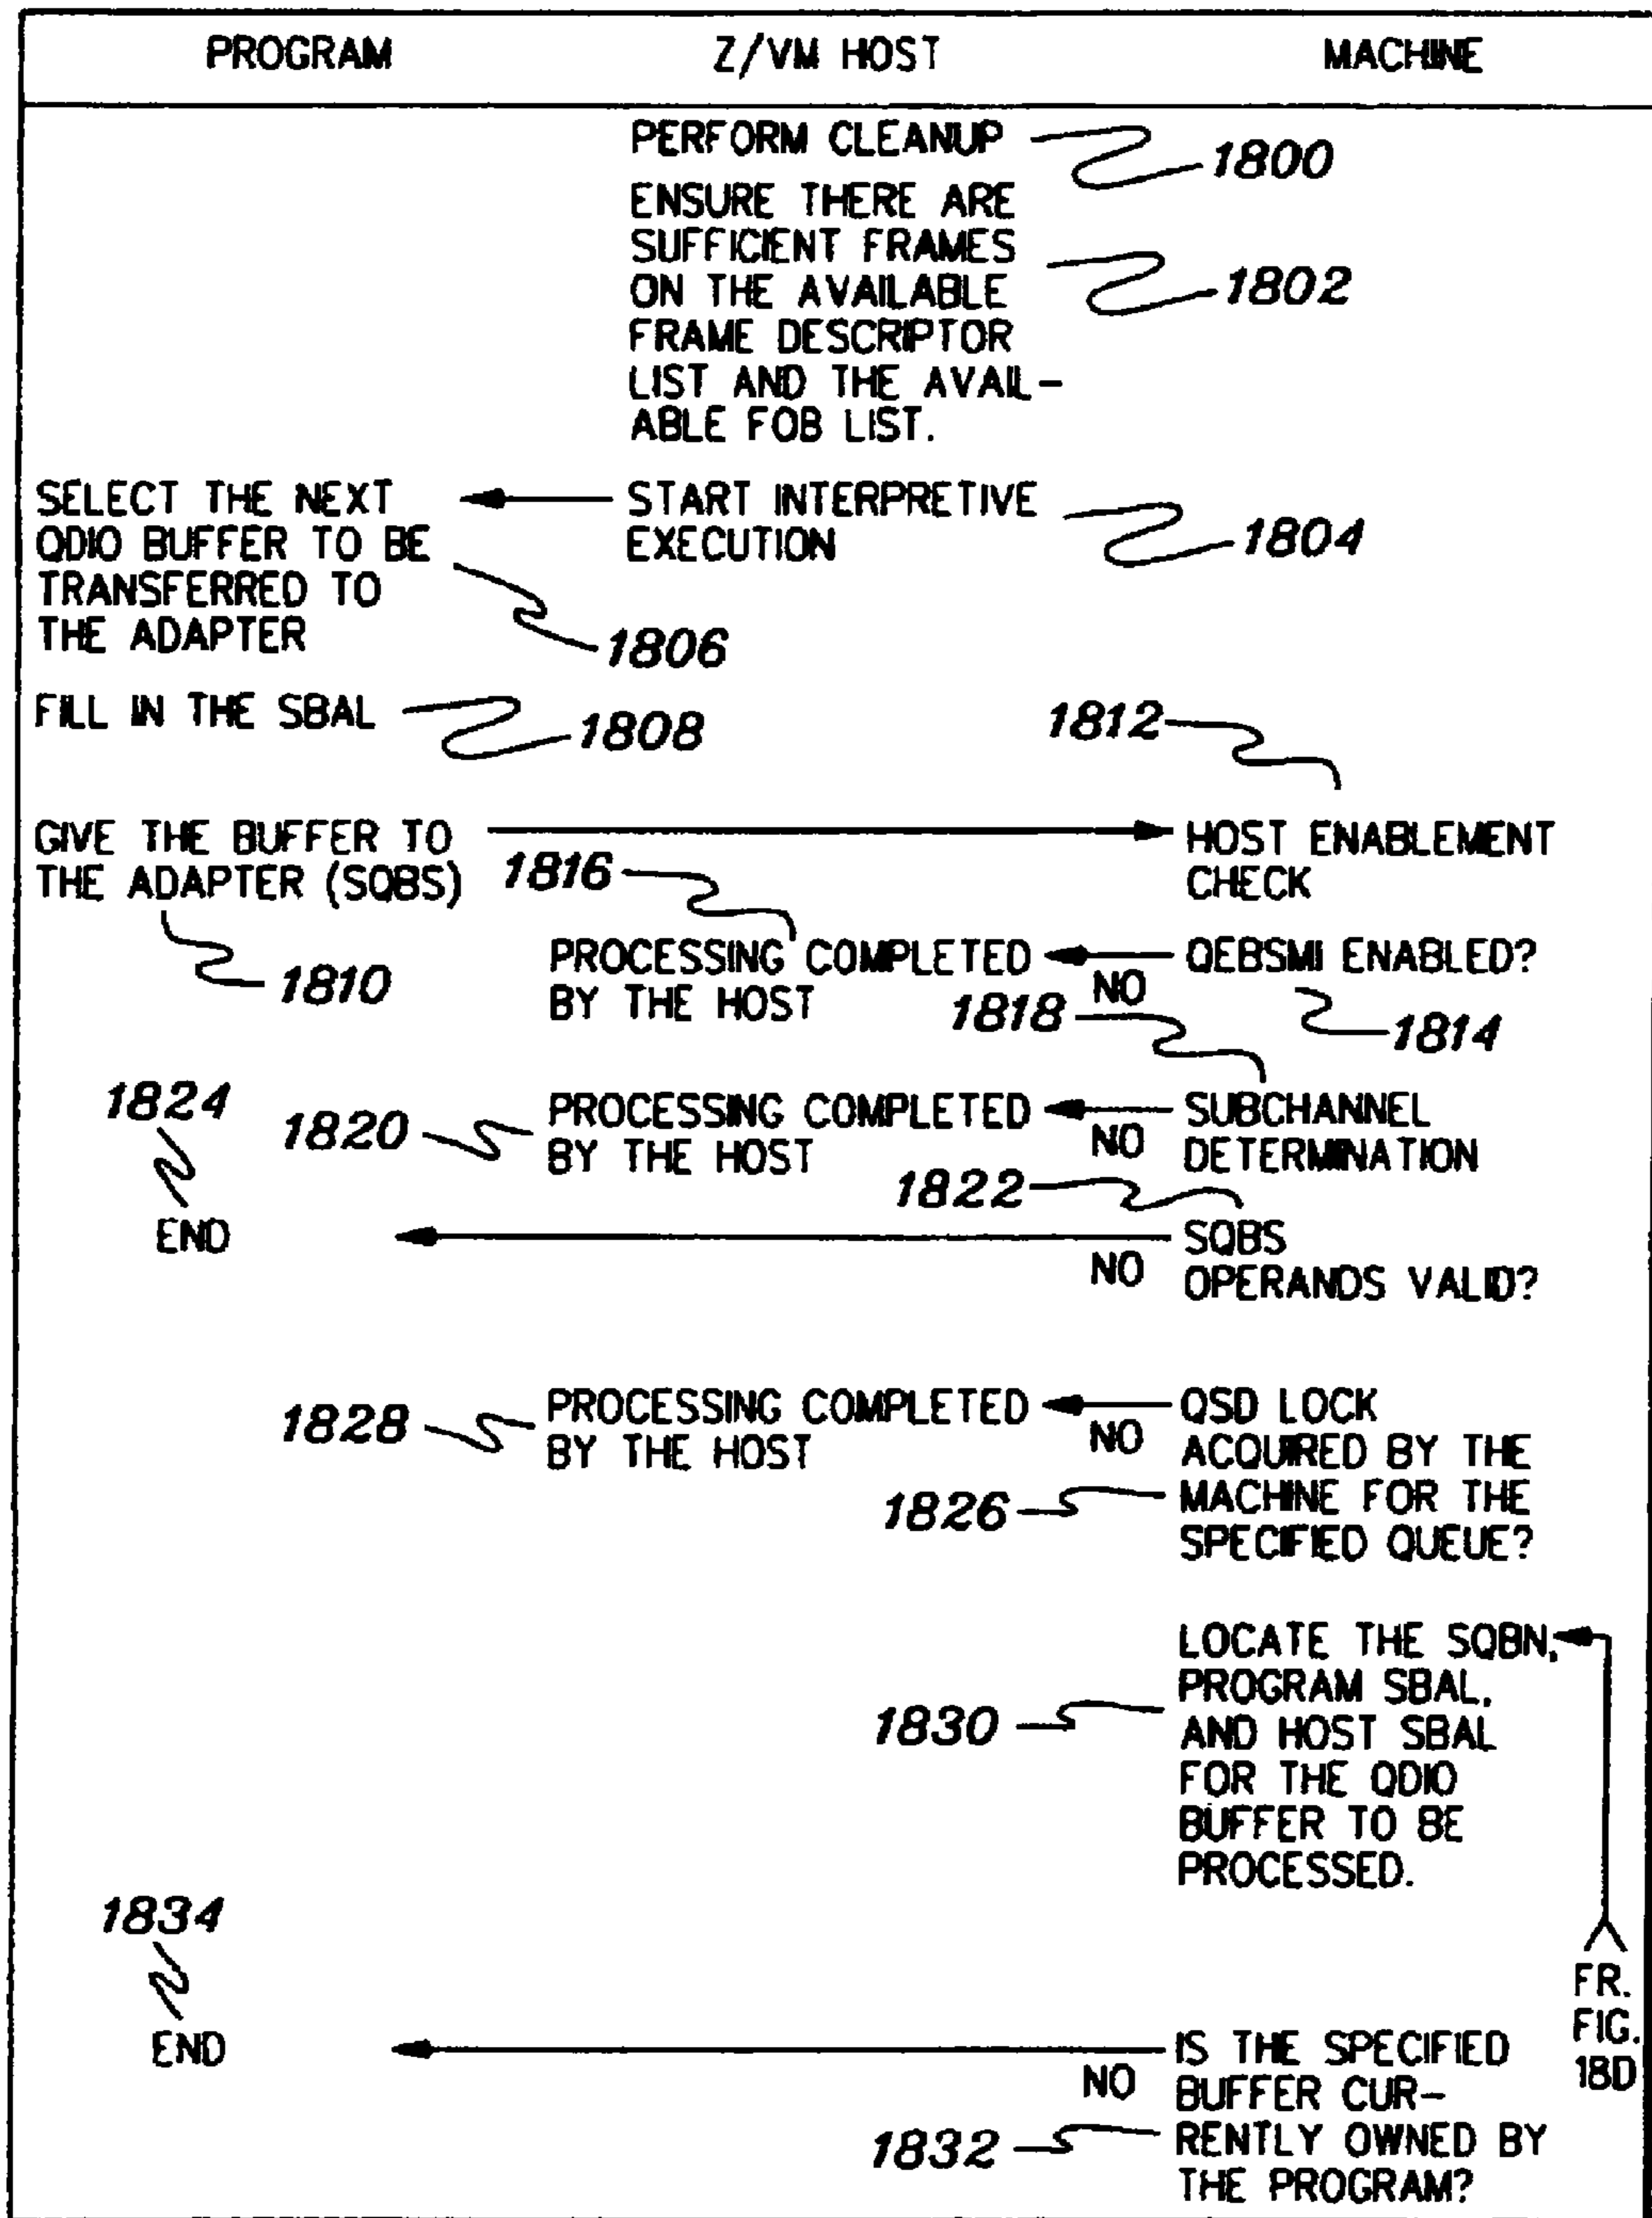 PROGRAM
Z/VM HOST
MACHINE
PERFORM CLEANUP
1800
ENSURE THERE ARE
SUFFICIENT FRAMES
ON THE AVAILABLE
FRAME DESCRIPTOR
LIST AND THE AVAIL-
ABLE FOB LIST.
1802
SELECT THE NEXT
QDIO BUFFER TO BE
TRANSFERRED TO
THE ADAPTER
START INTERPRETIVE
EXECUTION
1804
1806
FILL IN THE SBAL
1808
1812
GIVE THE BUFFER TO
THE ADAPTER (SQBS)
HOST ENABLEMENT
CHECK
1816
1810
PROCESSING COMPLETED
BY THE HOST
NO
QEBSMI ENABLED?
1814
1818
1824
1820
PROCESSING COMPLETED
BY THE HOST
NO
SUBCHANNEL
DETERMINATION
1822
END
NO
SQBS
OPERANDS VALID?
1828
PROCESSING COMPLETED
BY THE HOST
NO
QSD LOCK
ACQUIRED BY THE
MACHINE FOR THE
SPECIFIED QUEUE?
1826
LOCATE THE SQBN,
PROGRAM SBAL,
AND HOST SBAL
FOR THE QDIO
BUFFER TO BE
PROCESSED.
1830
FR.
FIG.
18D
1834
END
NO
IS THE SPECIFIED
BUFFER CUR-
RENTLY OWNED BY
THE PROGRAM?
1832